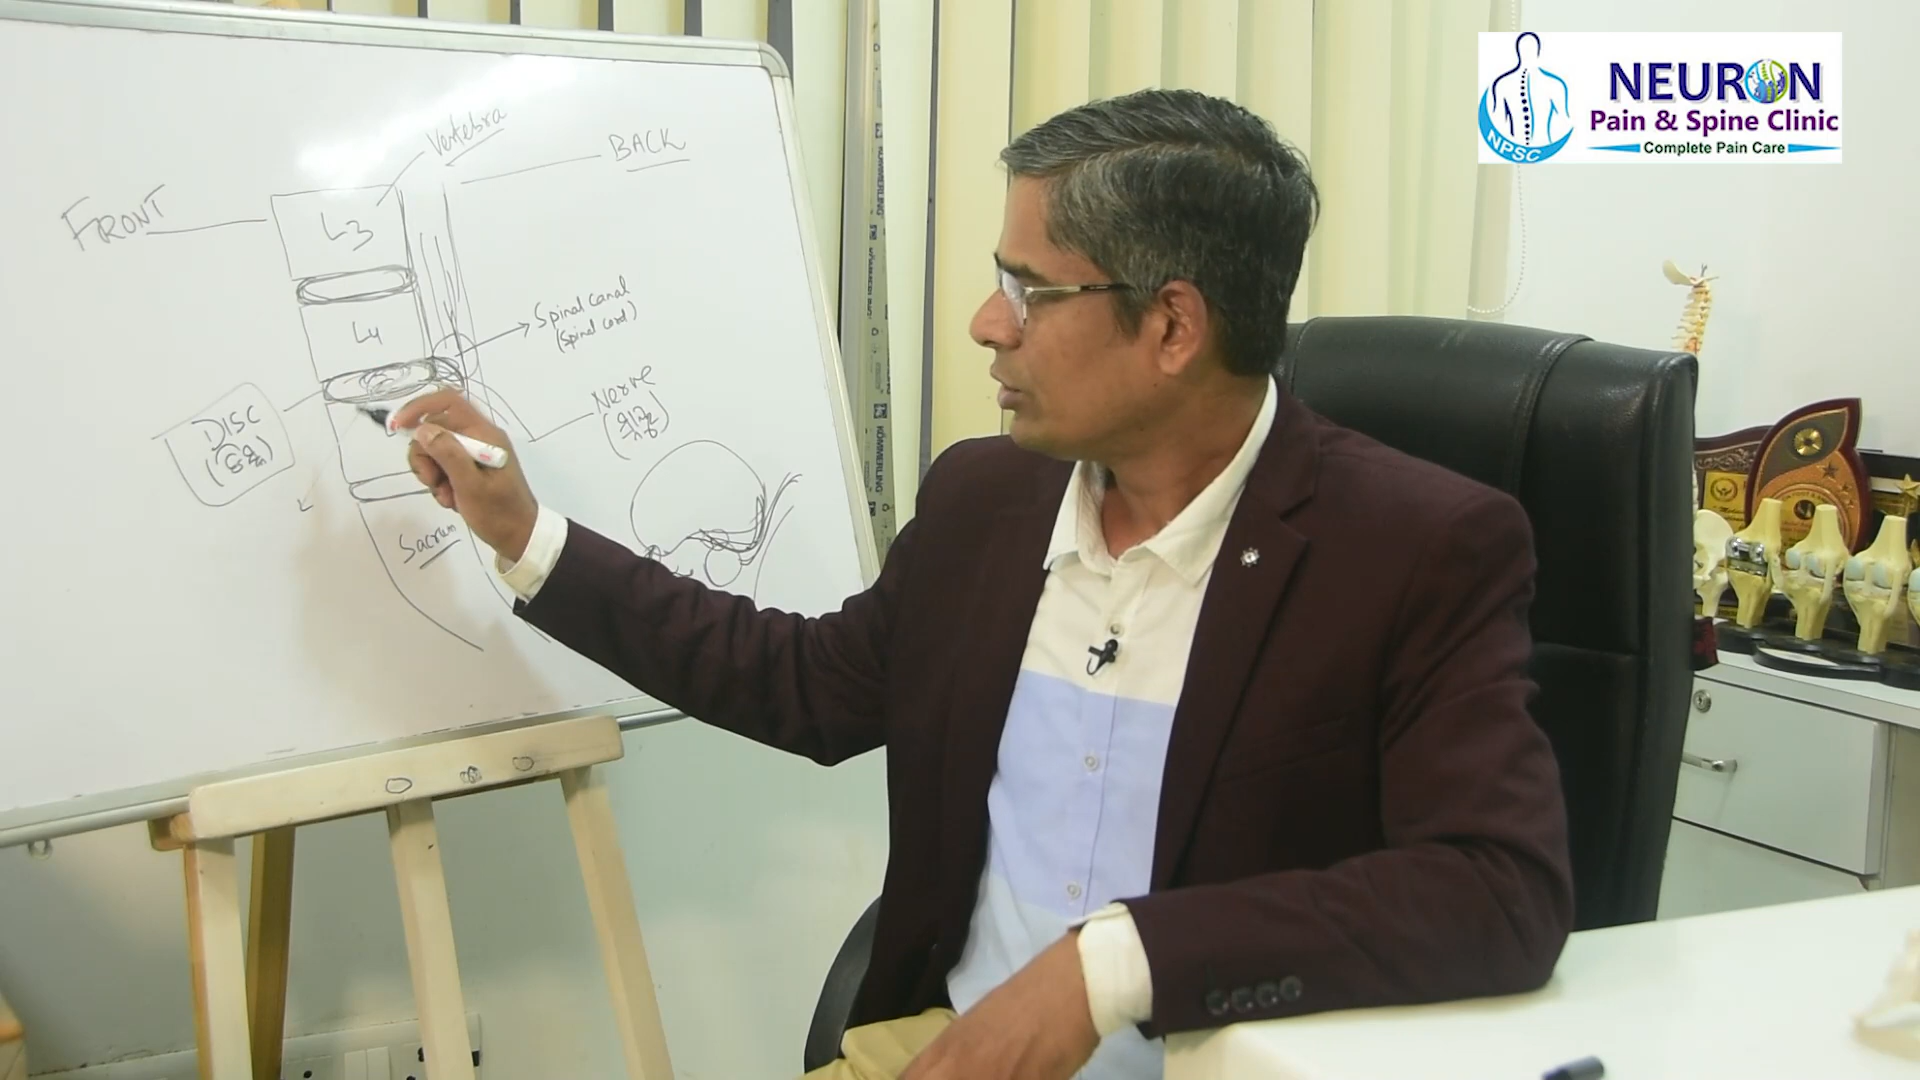 NEURON
Pain & Spine Clinic
Complete Pain Care
NPSC
Vertebra
BACK
FRONT
L3
L4
Spinal canal
(spinal cord)
Nerve
DISC
Sacrum
KÖMMERLING